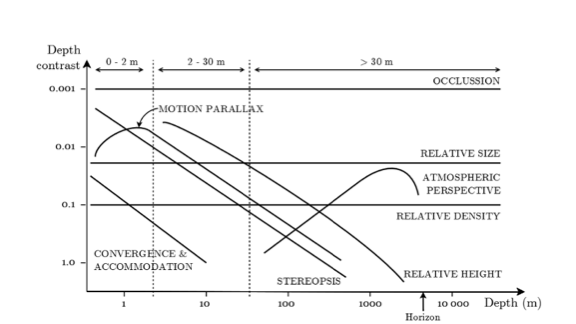 Depth
contrast
0 - 2 m
2 - 30 m
> 30 m
OCCLUSSION
0.001
MOTION PARALLAX
0.01
RELATIVE SIZE
ATMOSPHERIC
PERSPECTIVE
0.1
RELATIVE DENSITY
CONVERGENCE &
ACCOMMODATION
1.0
STEREOPSIS
RELATIVE HEIGHT
1
10
100
1000
10 000
Depth (m)
Horizon